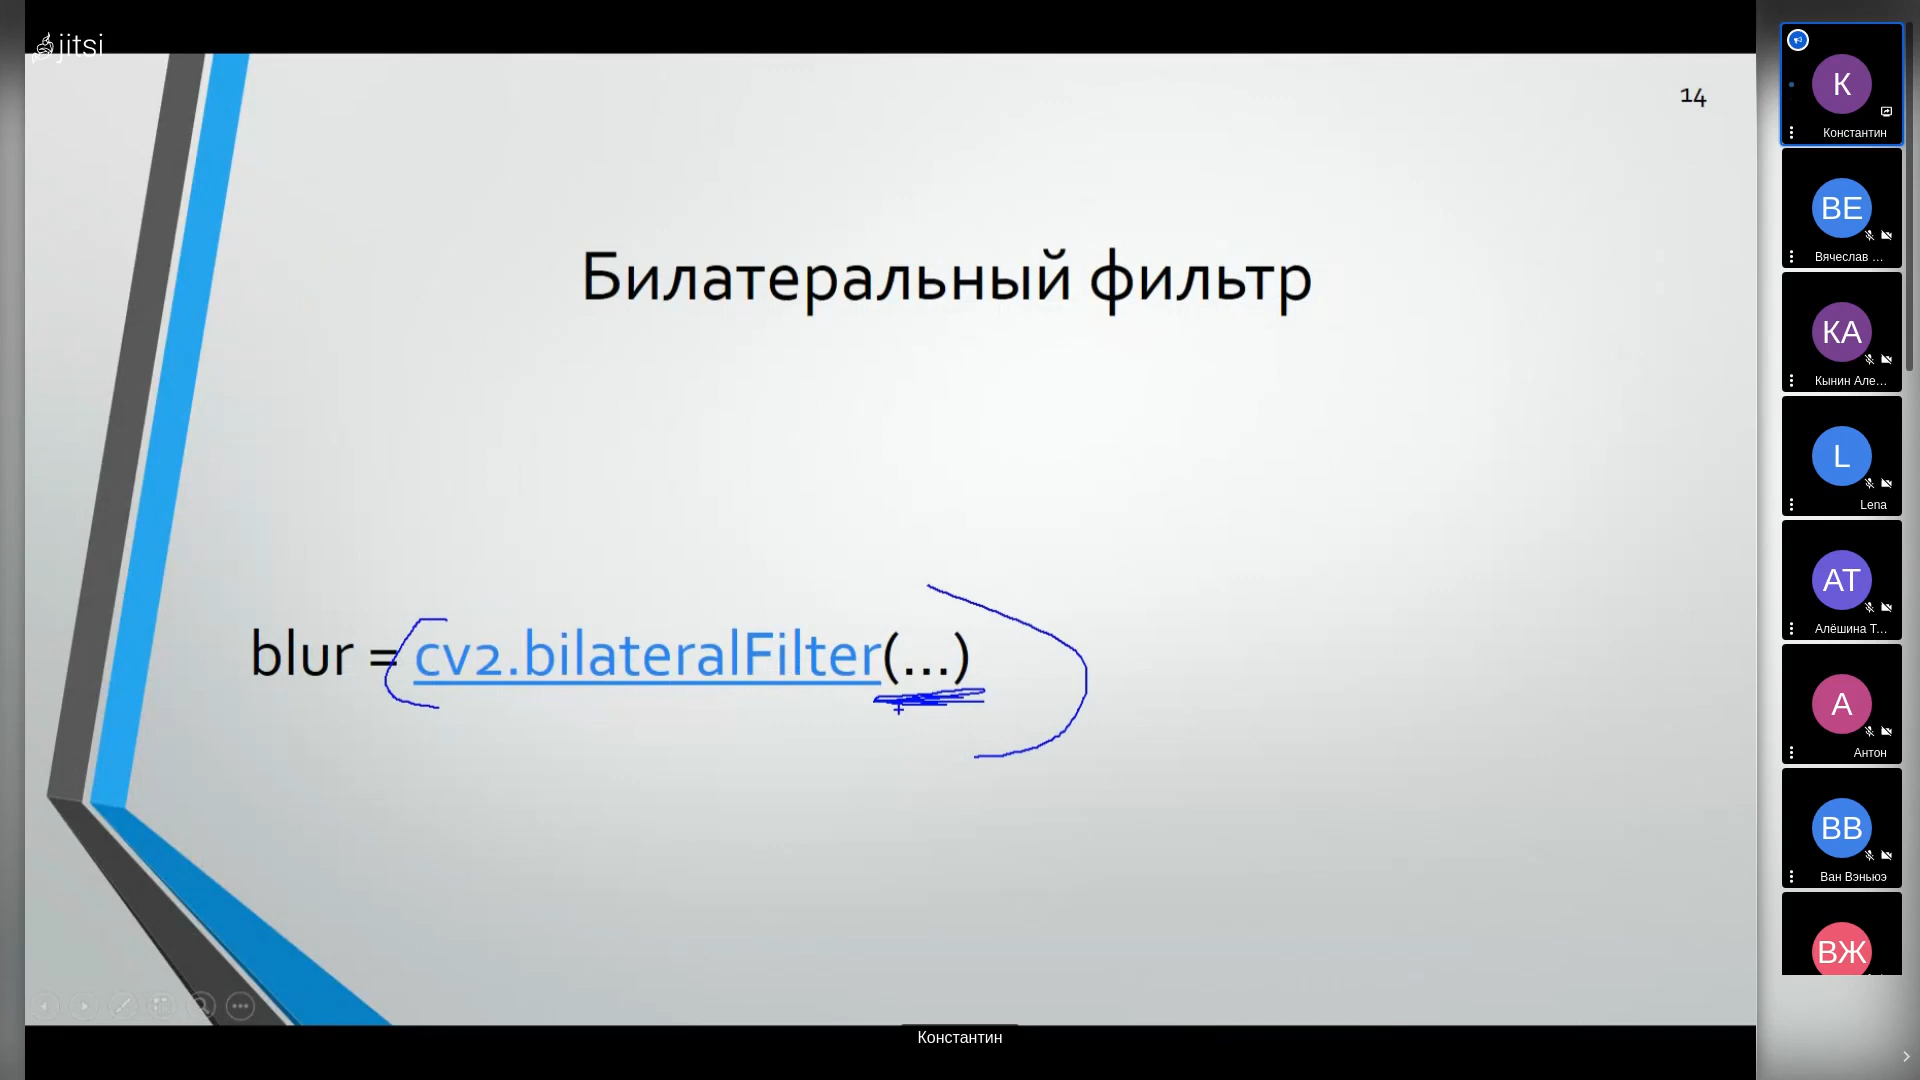 jitsi
14
Билатеральный фильтр
blur = cv2.bilateralFilter(...)
Константин
К
Константин
ВЕ
Вячеслав ...
КА
Кынин Але...
L
Lena
АТ
Алёшина Т...
А
Антон
ВВ
Ван Вэньюэ
ВЖ